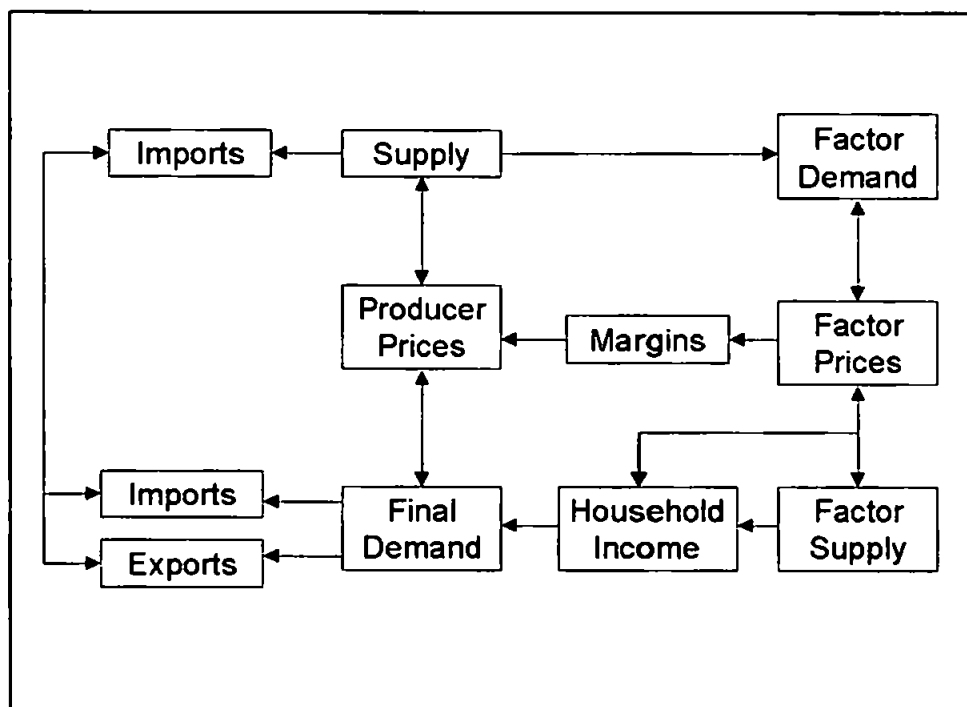 Imports
Supply
Factor
Demand
Producer
Prices
Margins
Factor
Prices
Imports
Exports
Final
Demand
Household
Income
Factor
Supply